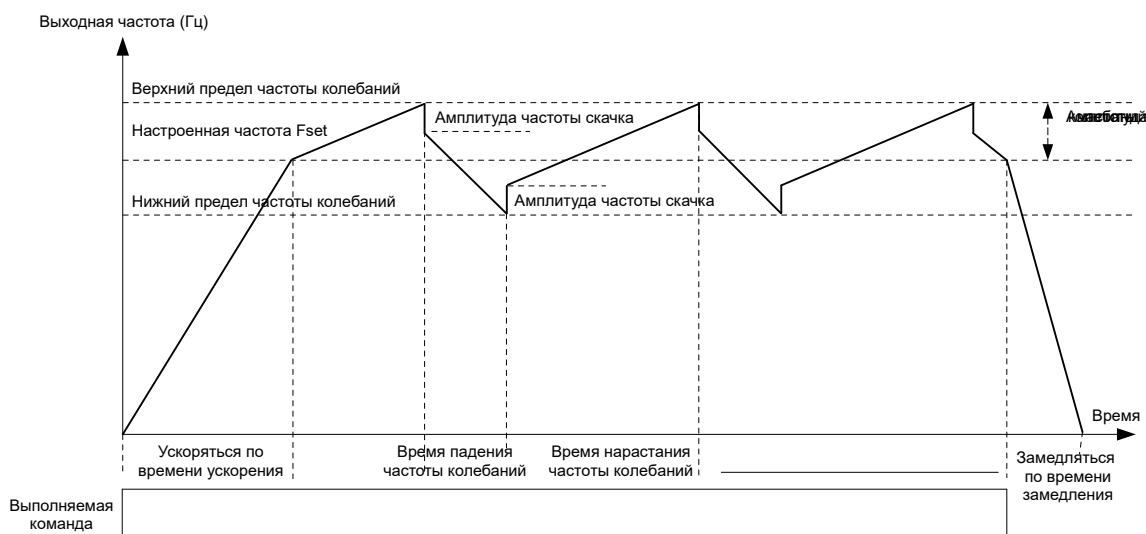 Выходная частота (Гц)
Верхний предел частоты колебаний
Амплитуда частоты скачка
Настроенная частота Fset
Нижний предел частоты колебаний
Амплитуда частоты скачка
Время
Ускоряться по
времени ускорения
Время падения
частоты колебаний
Время нарастания
частоты колебаний
Замедляться
по времени
замедления
Выполняемая
команда